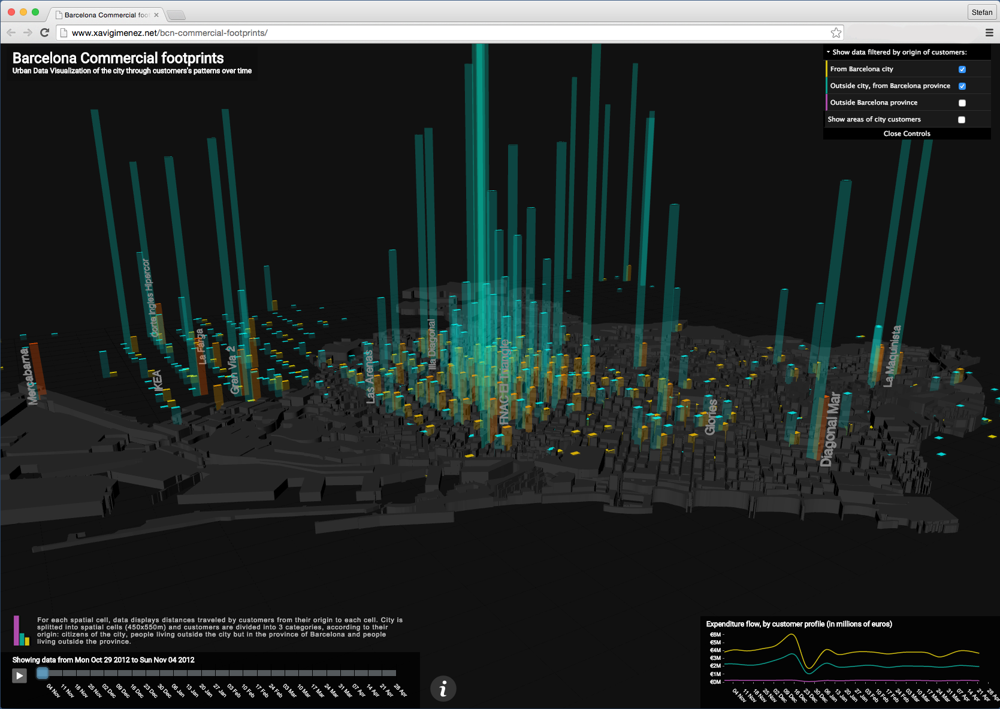 Barcelona Commercial foot
Stefan
www.xavigimenez.net/bcn-commercial-footprints/
Barcelona Commercial footprints
Urban Data Visualization of the city through customers's patterns over time
Show data filtered by origin of customers:
From Barcelona city
Outside city, from Barcelona province
Outside Barcelona province
Show areas of city customers
Close Controls
Mercabarna
Corte Ingles Hipercor
IKEA
La Farga
Gran Via 2
Las Arenas
Illa Diagonal
FNAC El Triangle
Glories
Diagonal Mar
La Maquinista
For each spatial cell, data displays distances traveled by customers from their origin to each cell. City is
splitted into spatial cells (450x550m) and customers are divided into 3 categories, according to their
origin: citizens of the city, people living outside the city but in the province of Barcelona and people
living outside the province.
Showing data from Mon Oct 29 2012 to Sun Nov 04 2012
04 Nov
11 Nov
18 Nov
25 Nov
02 Dec
09 Dec
16 Dec
23 Dec
30 Dec
06 Jan
13 Jan
20 Jan
27 Jan
03 Feb
10 Feb
17 Feb
24 Feb
03 Mar
10 Mar
17 Mar
24 Mar
31 Mar
07 Apr
14 Apr
21 Apr
28 Apr
i
Expenditure flow, by customer profile (in millions of euros)
€6M
€5M
€4M
€3M
€2M
€1M
€0M
04 Nov
11 Nov
18 Nov
25 Nov
02 Dec
09 Dec
16 Dec
23 Dec
30 Dec
06 Jan
13 Jan
20 Jan
27 Jan
03 Feb
10 Feb
17 Feb
24 Feb
03 Mar
10 Mar
17 Mar
24 Mar
31 Mar
07 Apr
14 Apr
21 Apr
28 Apr